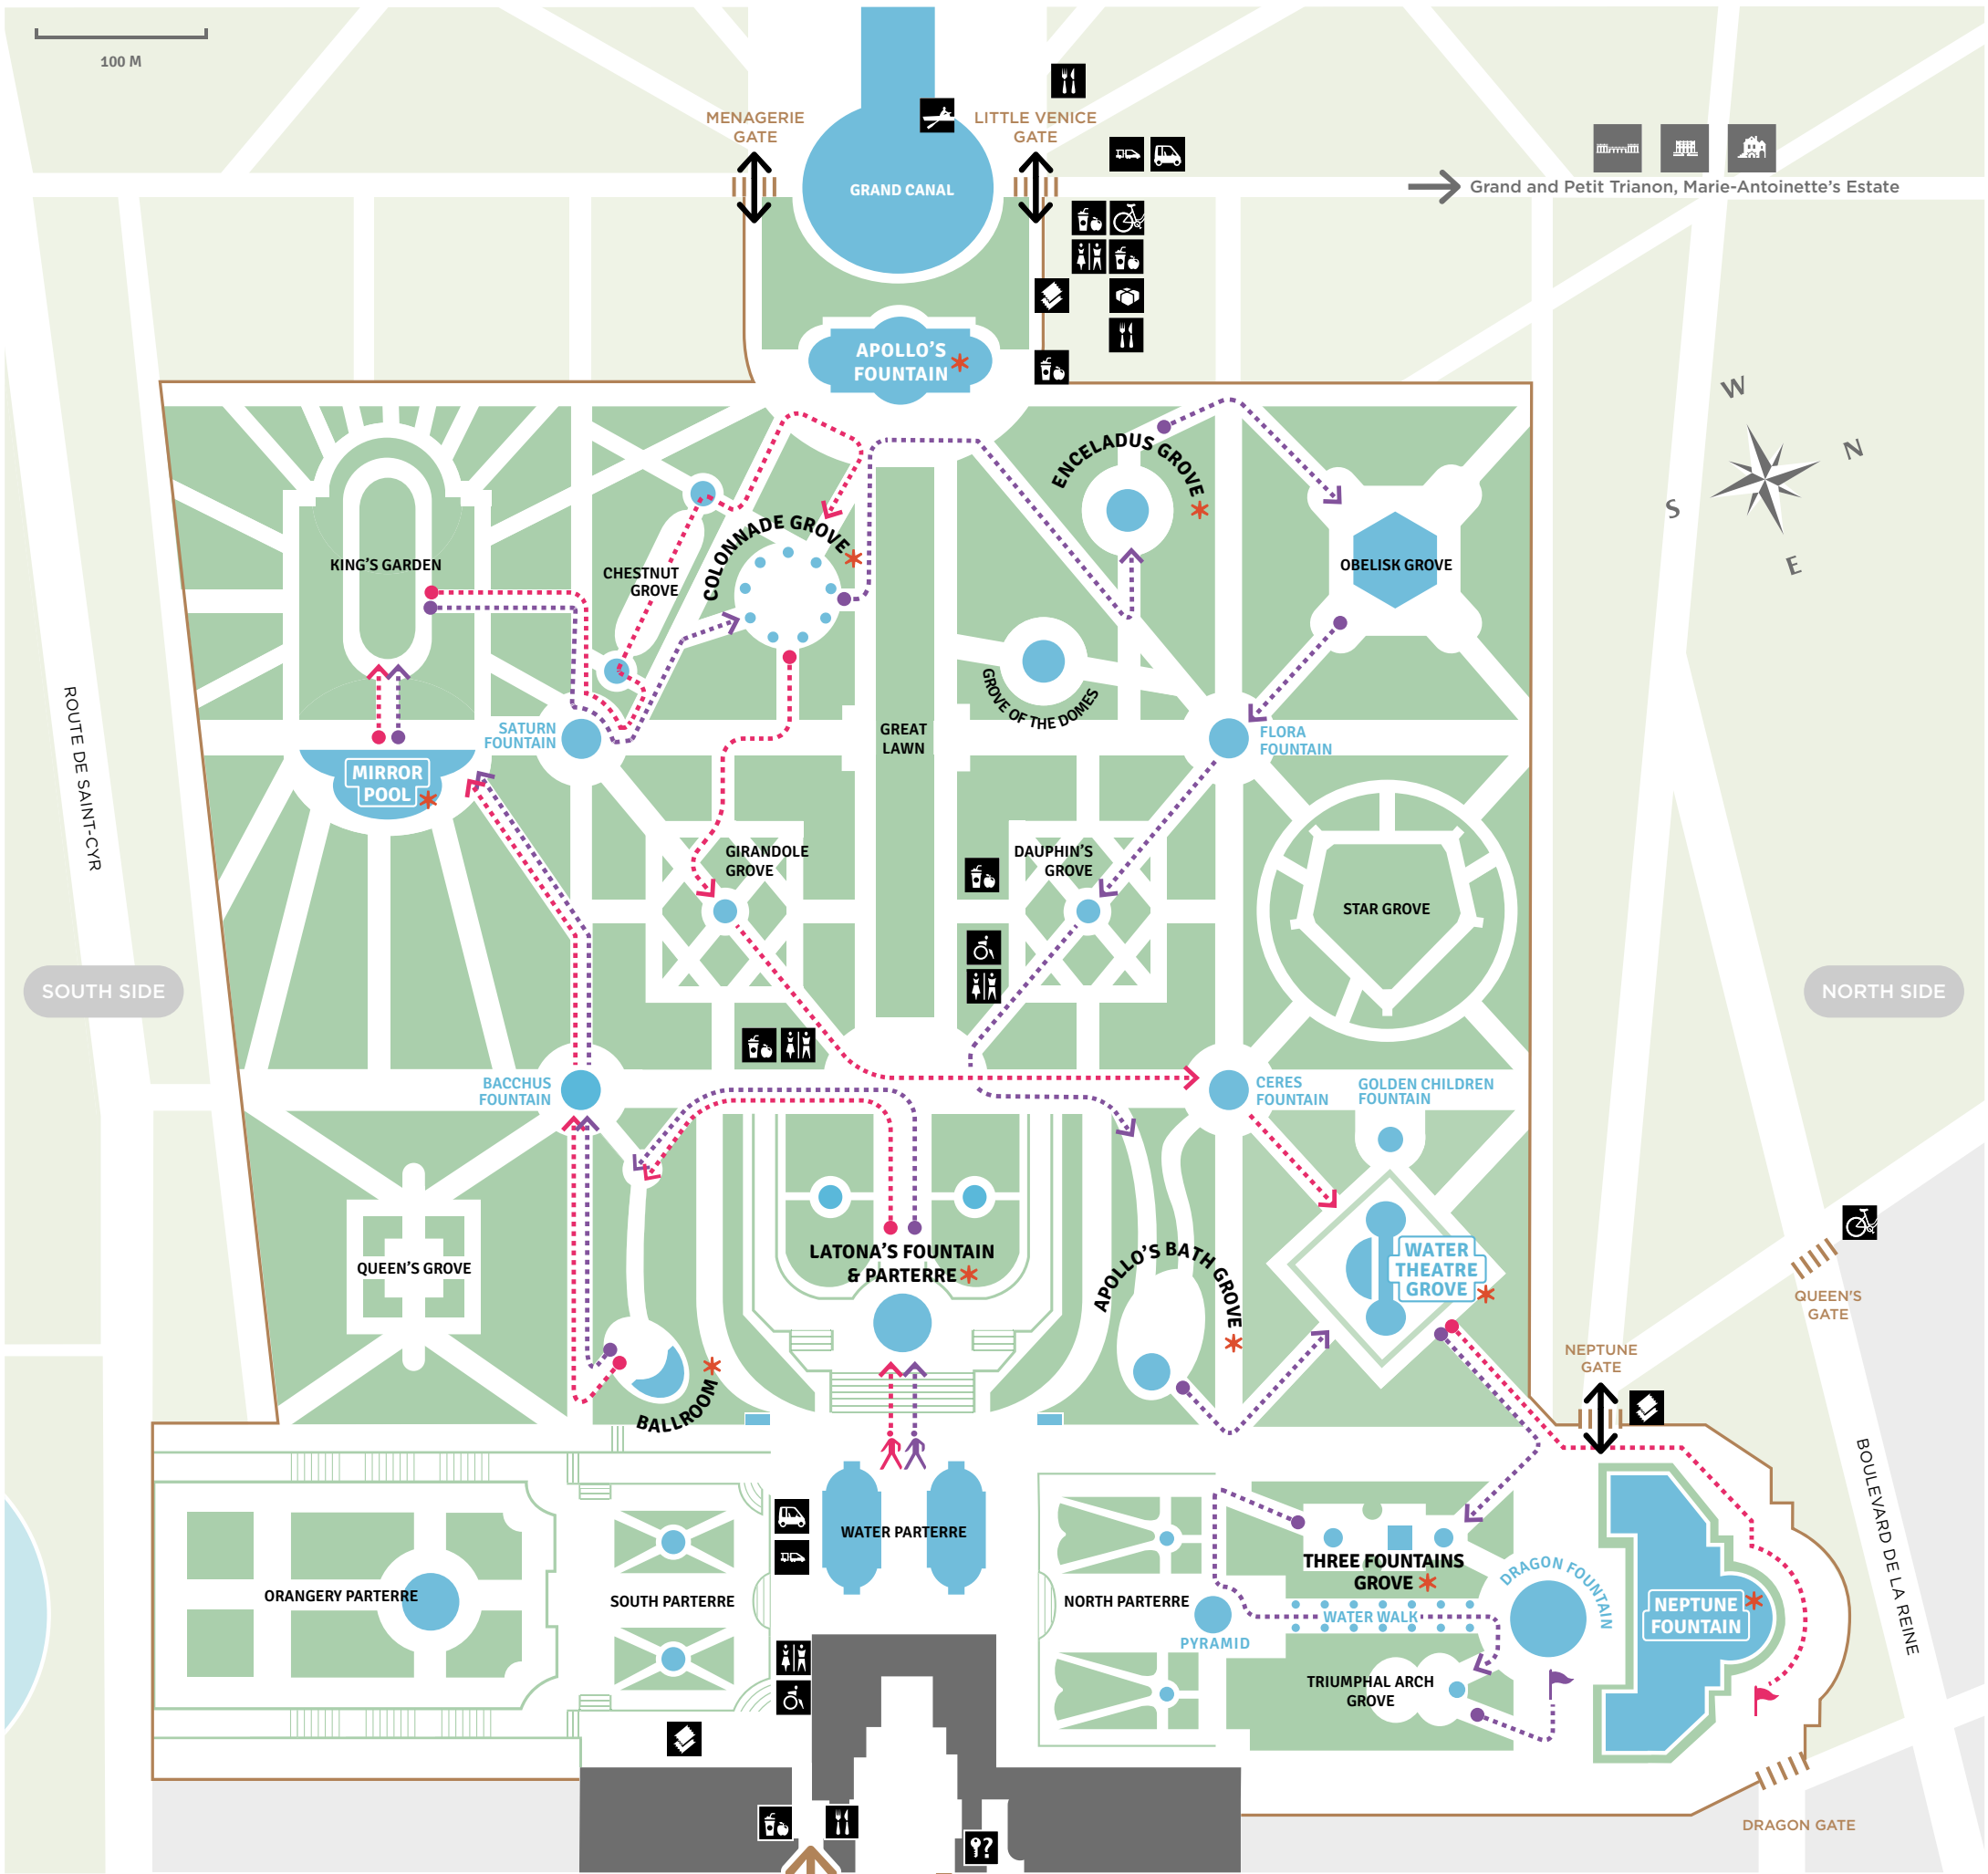 100 M
MENAGERIE
GATE
LITTLE VENICE
GATE
GRAND CANAL
Grand and Petit Trianon, Marie-Antoinette's Estate
APOLLO'S
FOUNTAIN
W
N
S
E
ENCELADUS GROVE
COLONNADE GROVE
KING'S GARDEN
CHESTNUT
GROVE
OBELISK GROVE
GROVE OF THE DOMES
SATURN
FOUNTAIN
GREAT
LAWN
FLORA
FOUNTAIN
MIRROR
POOL
ROUTE DE SAINT-CYR
GIRANDOLE
GROVE
DAUPHIN'S
GROVE
STAR GROVE
SOUTH SIDE
NORTH SIDE
BACCHUS
FOUNTAIN
CERES
FOUNTAIN
GOLDEN CHILDREN
FOUNTAIN
QUEEN'S GROVE
LATONA'S FOUNTAIN
& PARTERRE
APOLLO'S BATH GROVE
WATER
THEATRE
GROVE
QUEEN'S
GATE
NEPTUNE
GATE
BALLROOM
BOULEVARD DE LA REINE
WATER PARTERRE
ORANGERY PARTERRE
SOUTH PARTERRE
NORTH PARTERRE
THREE FOUNTAINS
GROVE
DRAGON FOUNTAIN
WATER WALK
NEPTUNE
FOUNTAIN
PYRAMID
TRIUMPHAL ARCH
GROVE
?
DRAGON GATE